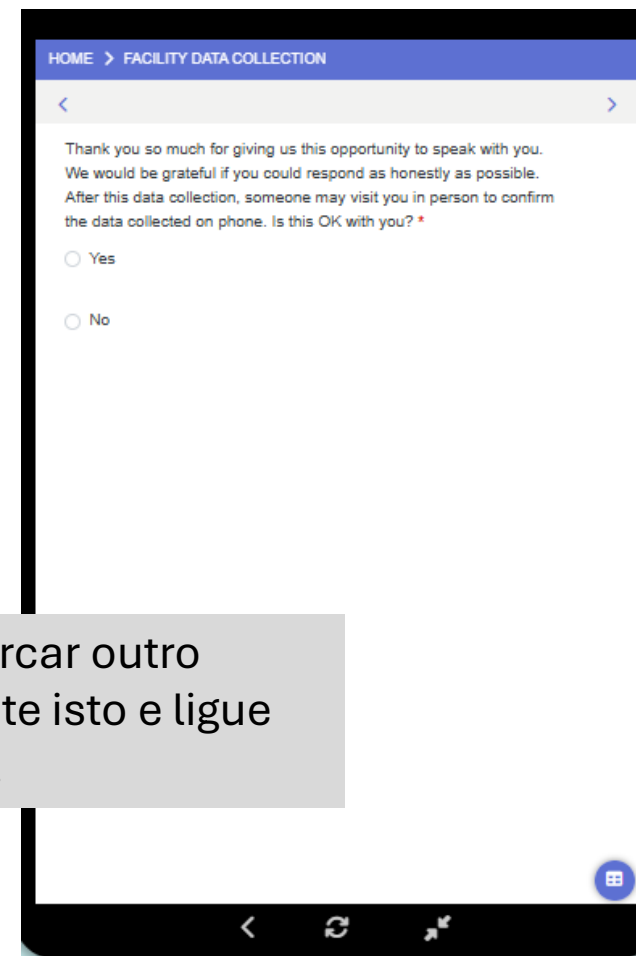 HOME > FACILITY DATA COLLECTION
Thank you so much for giving us this opportunity to speak with you.
We would be grateful if you could respond as honestly as possible.
After this data collection, someone may visit you in person to confirm
the data collected on phone. Is this OK with you? *
Yes
No
outro
isto e ligue